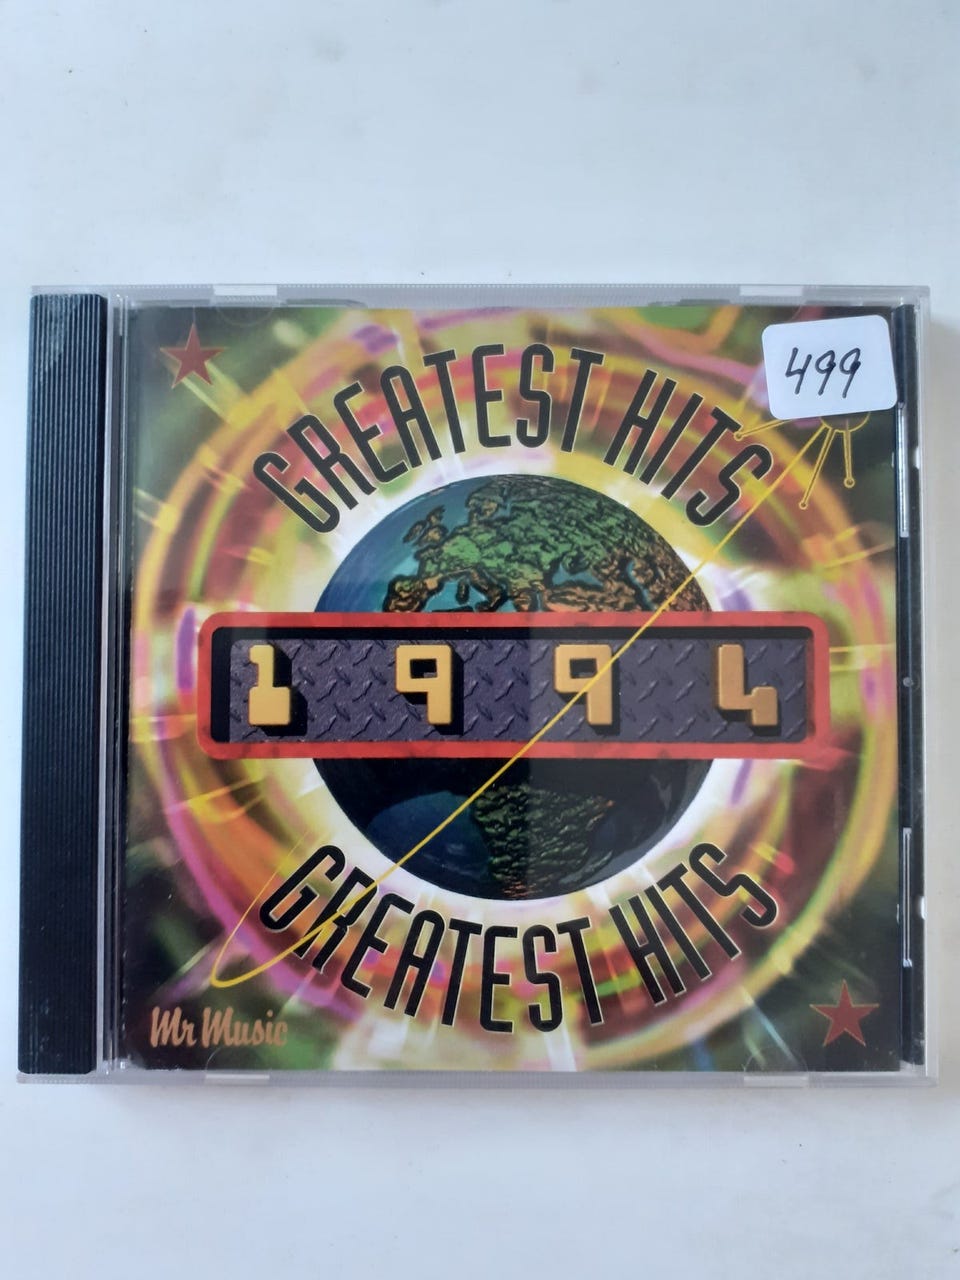 499
GREATEST HITS
1994
GREATEST HITS
Mr Music